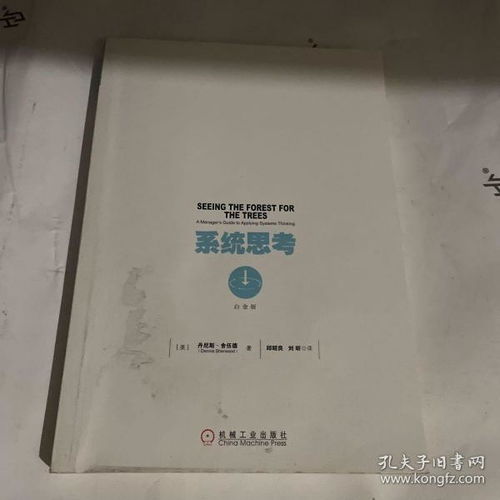 SEEING THE FOREST FOR
THE TREES
A Manager's Guide to Applying Systems Thinking
系统思考
白金版
[美] 丹尼斯·舍伍德 著 邱昭良 刘昕 译
(Dennis Sherwood)
机械工业出版社
China Machine Press
孔夫子旧书网
www.kongfz.com